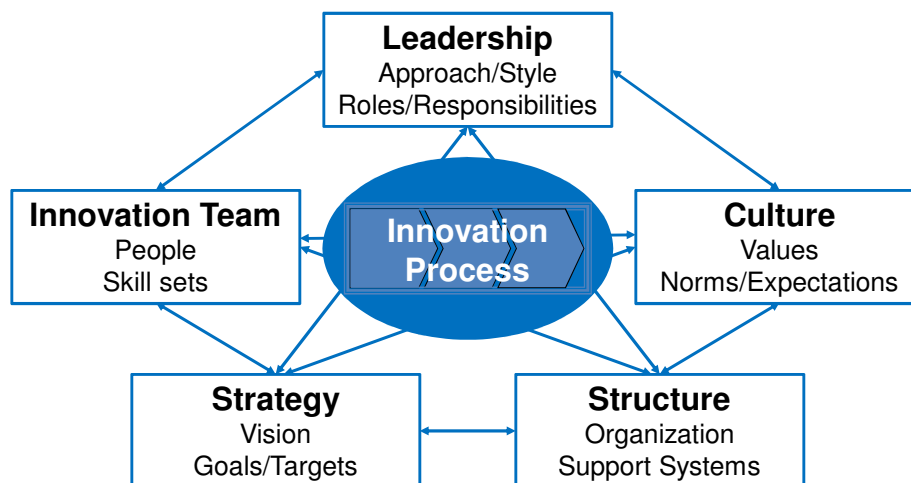 Leadership
Approach/Style
Roles/Responsibilities
Innovation Team
People
Skill sets
Innovation
Process
Culture
Values
Norms/Expectations
Strategy
Vision
Goals/Targets
Structure
Organization
Support Systems